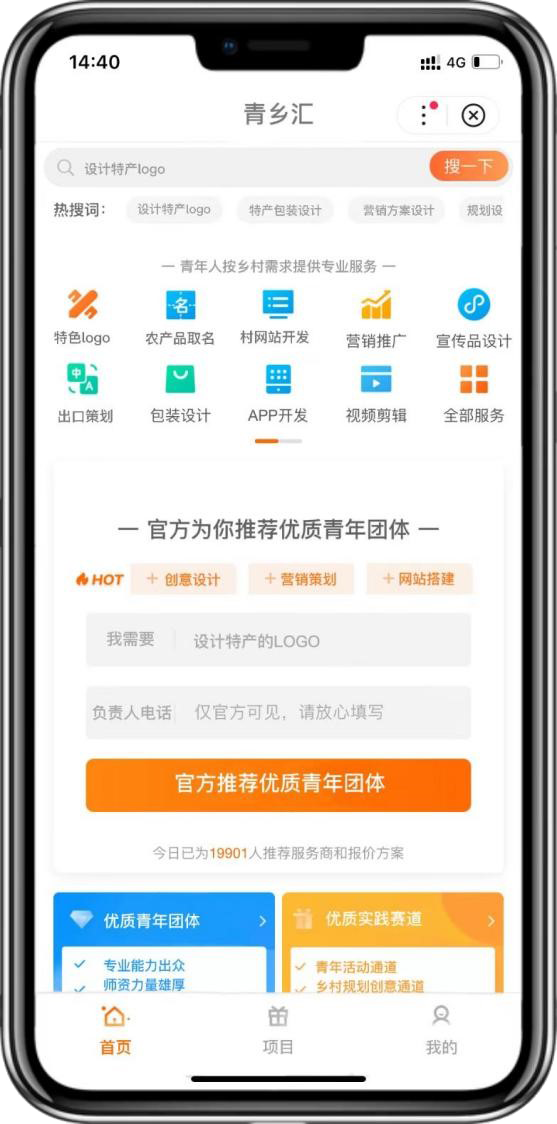 14:40
4G
青乡汇
设计特产logo
搜一下
热搜词：
设计特产logo
特产包装设计
营销方案设计
规划设
— 青年人按乡村需求提供专业服务 —
特色logo
农产品取名
村网站开发
营销推广
宣传品设计
出口策划
包装设计
APP开发
视频剪辑
全部服务
— 官方为你推荐优质青年团体 —
HOT
+ 创意设计
+ 营销策划
+ 网站搭建
我需要
设计特产的LOGO
负责人电话
仅官方可见，请放心填写
官方推荐优质青年团体
今日已为19901人推荐服务商和报价方案
优质青年团体
优质实践赛道
专业能力出众
师资力量雄厚
青年活动通道
乡村规划创意通道
首页
项目
我的